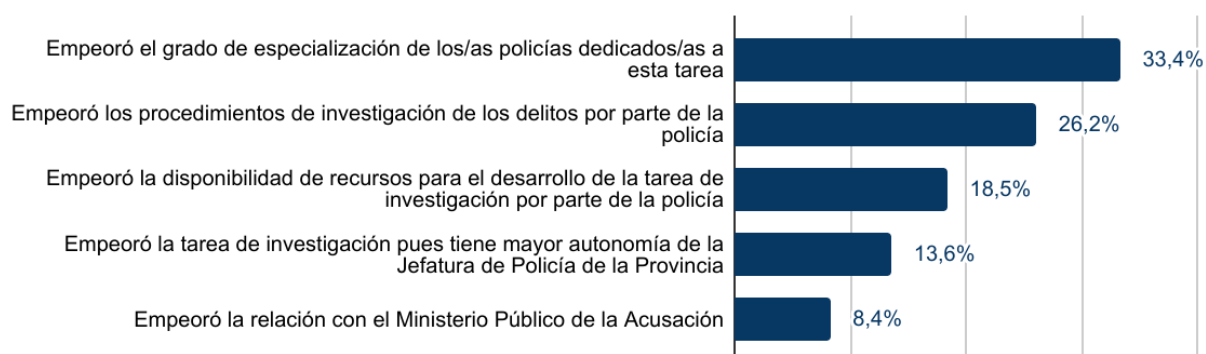 Empeoró el grado de especialización de los/as policías dedicados/as a
esta tarea
33,4%
Empeoró los procedimientos de investigación de los delitos por parte de la
policía
26,2%
Empeoró la disponibilidad de recursos para el desarrollo de la tarea de
investigación por parte de la policía
18,5%
Empeoró la tarea de investigación pues tiene mayor autonomía de la
Jefatura de Policía de la Provincia
13,6%
Empeoró la relación con el Ministerio Público de la Acusación
8,4%